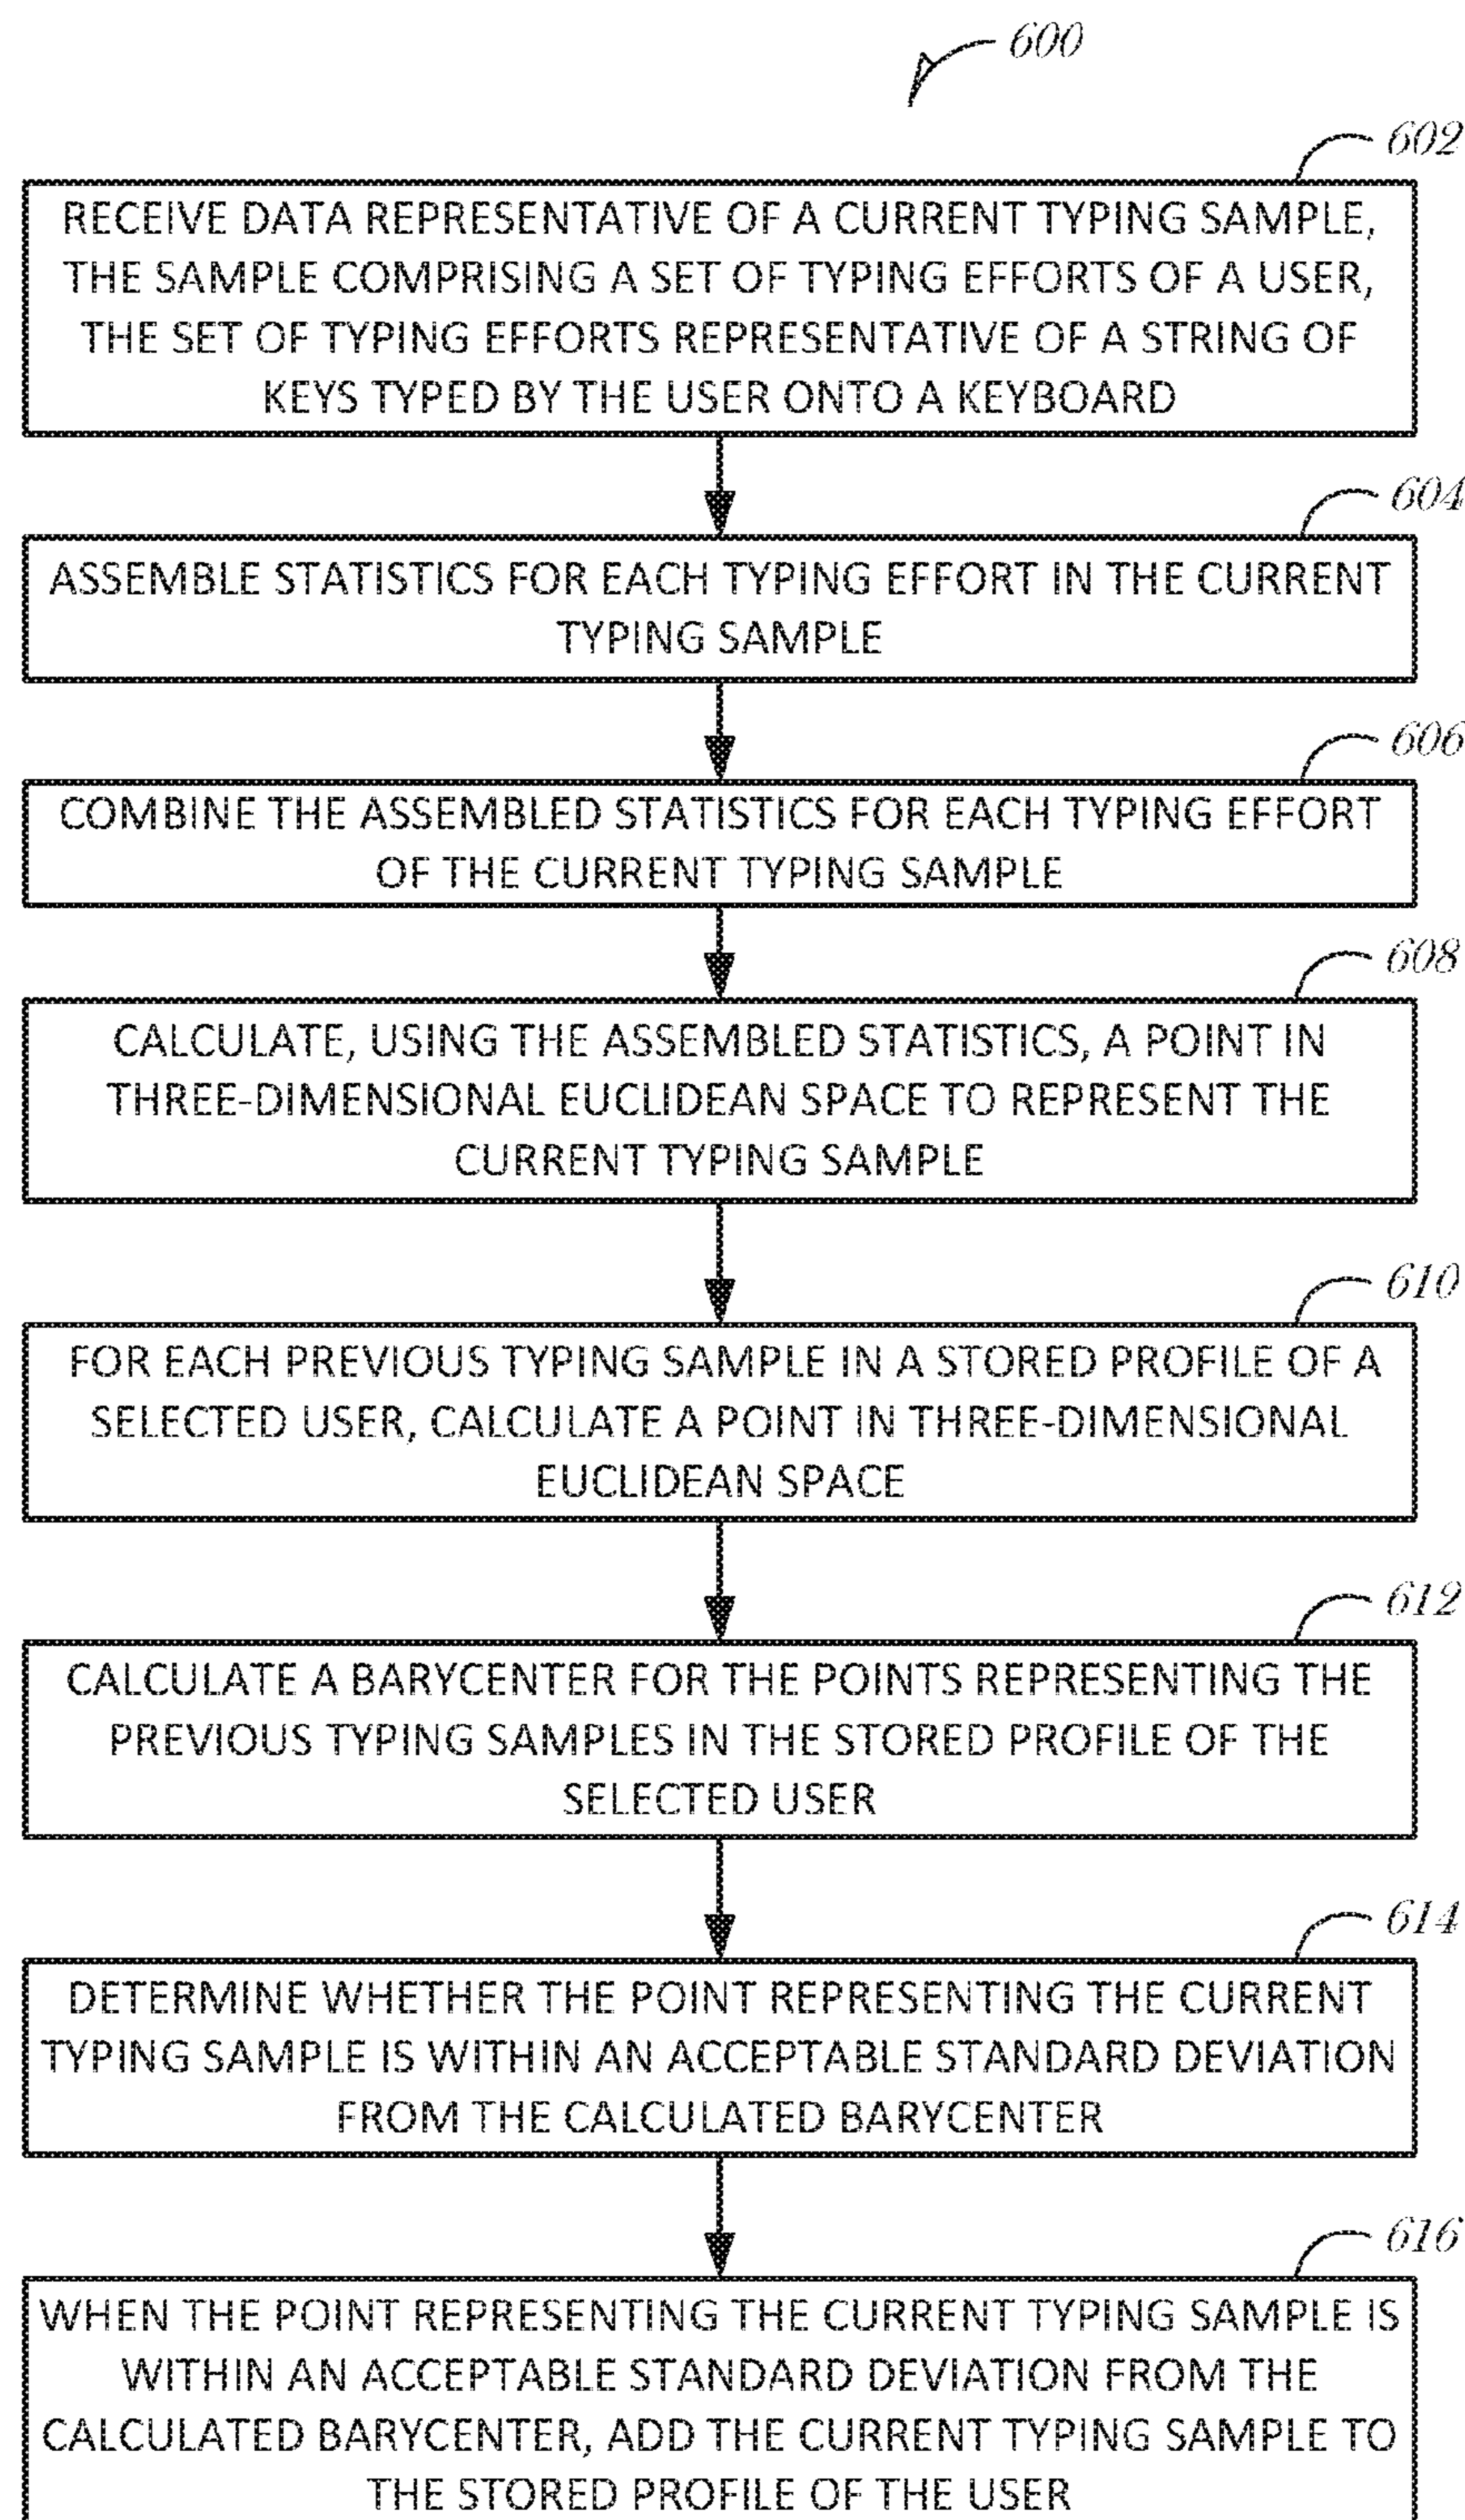 600
602
RECEIVE DATA REPRESENTATIVE OF A CURRENT TYPING SAMPLE,
THE SAMPLE COMPRISING A SET OF TYPING EFFORTS OF A USER,
THE SET OF TYPING EFFORTS REPRESENTATIVE OF A STRING OF
KEYS TYPED BY THE USER ONTO A KEYBOARD
604
ASSEMBLE STATISTICS FOR EACH TYPING EFFORT IN THE CURRENT
TYPING SAMPLE
606
COMBINE THE ASSEMBLED STATISTICS FOR EACH TYPING EFFORT
OF THE CURRENT TYPING SAMPLE
608
CALCULATE, USING THE ASSEMBLED STATISTICS, A POINT IN
THREE-DIMENSIONAL EUCLIDEAN SPACE TO REPRESENT THE
CURRENT TYPING SAMPLE
610
FOR EACH PREVIOUS TYPING SAMPLE IN A STORED PROFILE OF A
SELECTED USER, CALCULATE A POINT IN THREE-DIMENSIONAL
EUCLIDEAN SPACE
612
CALCULATE A BARYCENTER FOR THE POINTS REPRESENTING THE
PREVIOUS TYPING SAMPLES IN THE STORED PROFILE OF THE
SELECTED USER
614
DETERMINE WHETHER THE POINT REPRESENTING THE CURRENT
TYPING SAMPLE IS WITHIN AN ACCEPTABLE STANDARD DEVIATION
FROM THE CALCULATED BARYCENTER
616
WHEN THE POINT REPRESENTING THE CURRENT TYPING SAMPLE IS
WITHIN AN ACCEPTABLE STANDARD DEVIATION FROM THE
CALCULATED BARYCENTER, ADD THE CURRENT TYPING SAMPLE TO
THE STORED PROFILE OF THE USER